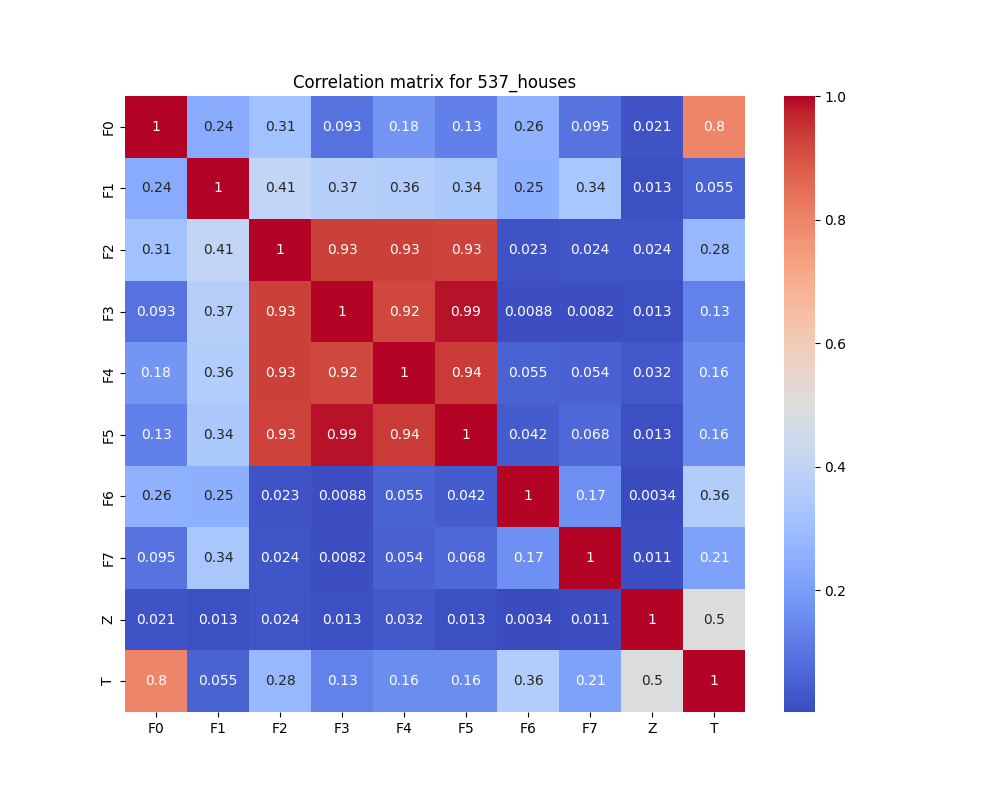 Correlation matrix for 537_houses
F0 1 0.24 0.31 0.093 0.18 0.13 0.26 0.095 0.021 0.8
F1 0.24 1 0.41 0.37 0.36 0.34 0.25 0.34 0.013 0.055
F2 0.31 0.41 1 0.93 0.93 0.93 0.023 0.024 0.024 0.28
F3 0.093 0.37 0.93 1 0.92 0.99 0.0088 0.0082 0.013 0.13
F4 0.18 0.36 0.93 0.92 1 0.94 0.055 0.054 0.032 0.16
F5 0.13 0.34 0.93 0.99 0.94 1 0.042 0.068 0.013 0.16
F6 0.26 0.25 0.023 0.0088 0.055 0.042 1 0.17 0.0034 0.36
F7 0.095 0.34 0.024 0.0082 0.054 0.068 0.17 1 0.011 0.21
Z 0.021 0.013 0.024 0.013 0.032 0.013 0.0034 0.011 1 0.5
T 0.8 0.055 0.28 0.13 0.16 0.16 0.36 0.21 0.5 1
F0 F1 F2 F3 F4 F5 F6 F7 Z T
1.0
0.8
0.6
0.4
0.2